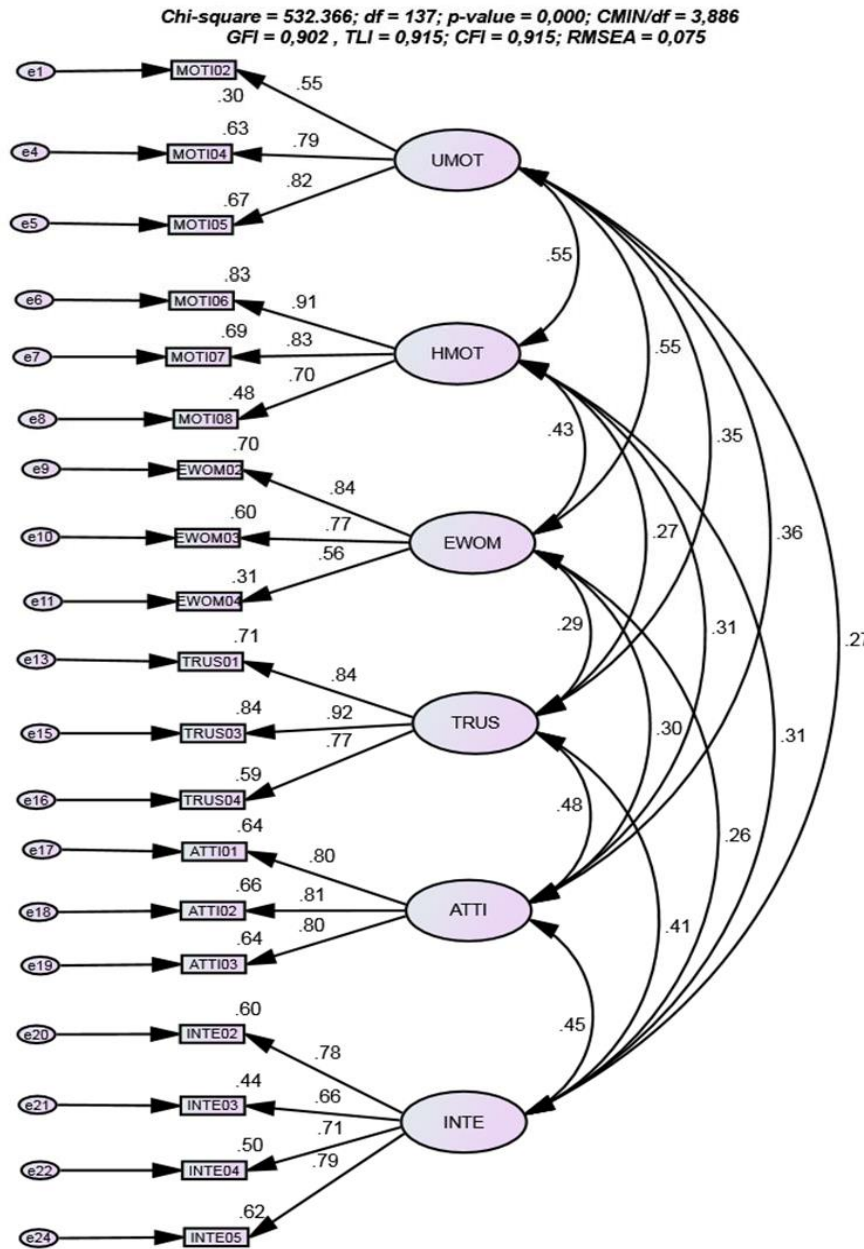 Chi-square = 532.366; df = 137; p-value = 0,000; CMIN/df = 3,886
GFI = 0,902 , TLI = 0,915; CFI = 0,915; RMSEA = 0,075
e1
MOTI02
.30
.55
e4
.63
MOTI04
.79
UMOT
.82
e5
.67
MOTI05
.55
e6
.83
MOTI06
.91
.55
e7
.69
MOTI07
.83
HMOT
.70
e8
.48
MOTI08
.43
.35
e9
.70
EWOM02
.84
e10
.60
EWOM03
.77
EWOM
.27
.36
.56
e11
.31
EWOM04
.29
.31
.27
e13
.71
TRUS01
.84
e15
.84
TRUS03
.92
TRUS
.30
.31
.77
e16
.59
TRUS04
.48
e17
.64
ATTI01
.80
.26
e18
.66
ATTI02
.81
ATTI
.80
.41
e19
.64
ATTI03
.45
e20
.60
INTE02
.78
e21
.44
INTE03
.66
INTE
.71
e22
.50
INTE04
.79
e24
.62
INTE05